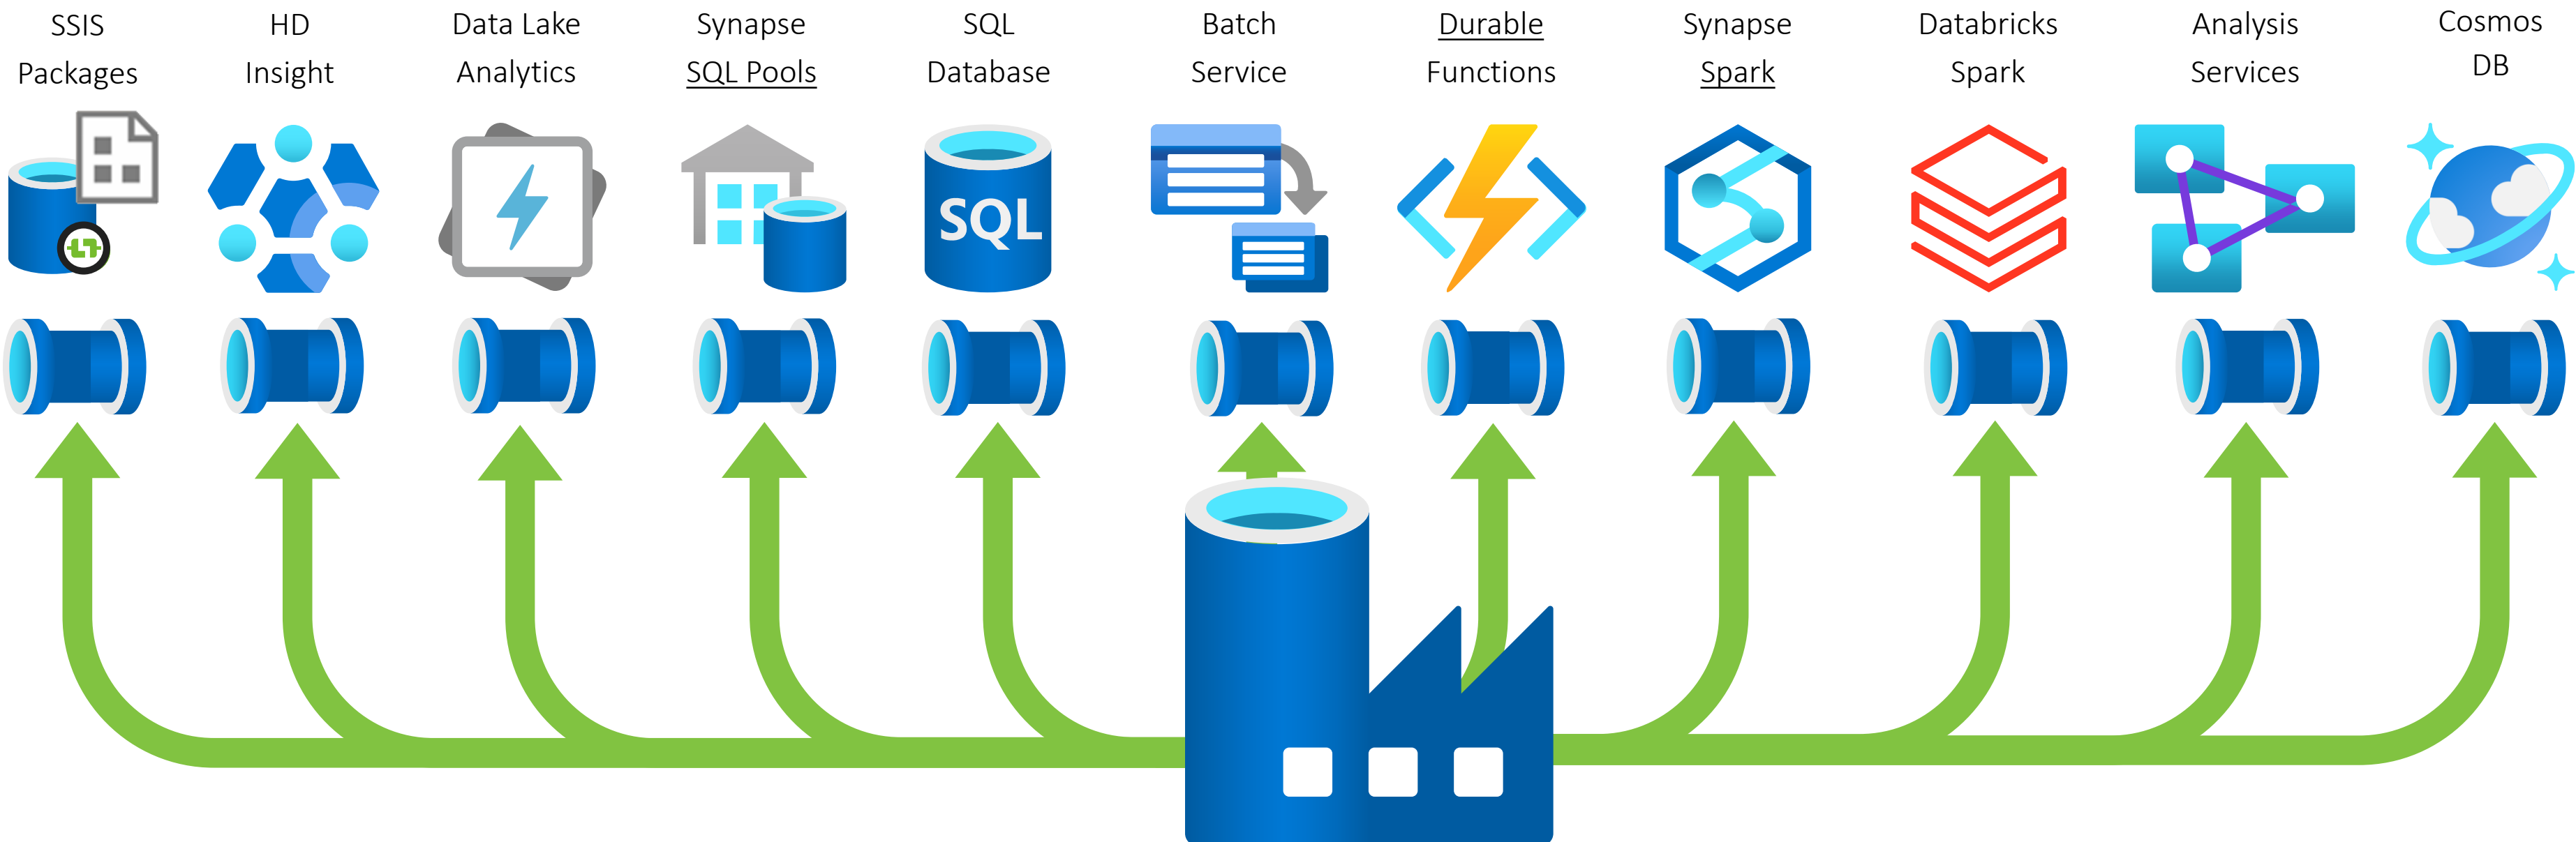 SSIS
Packages
HD
Insight
Data Lake
Analytics
Synapse
SQL Pools
SQL
Database
Batch
Service
Durable
Functions
Synapse
Spark
Databricks
Spark
Analysis
Services
Cosmos
DB
SQL